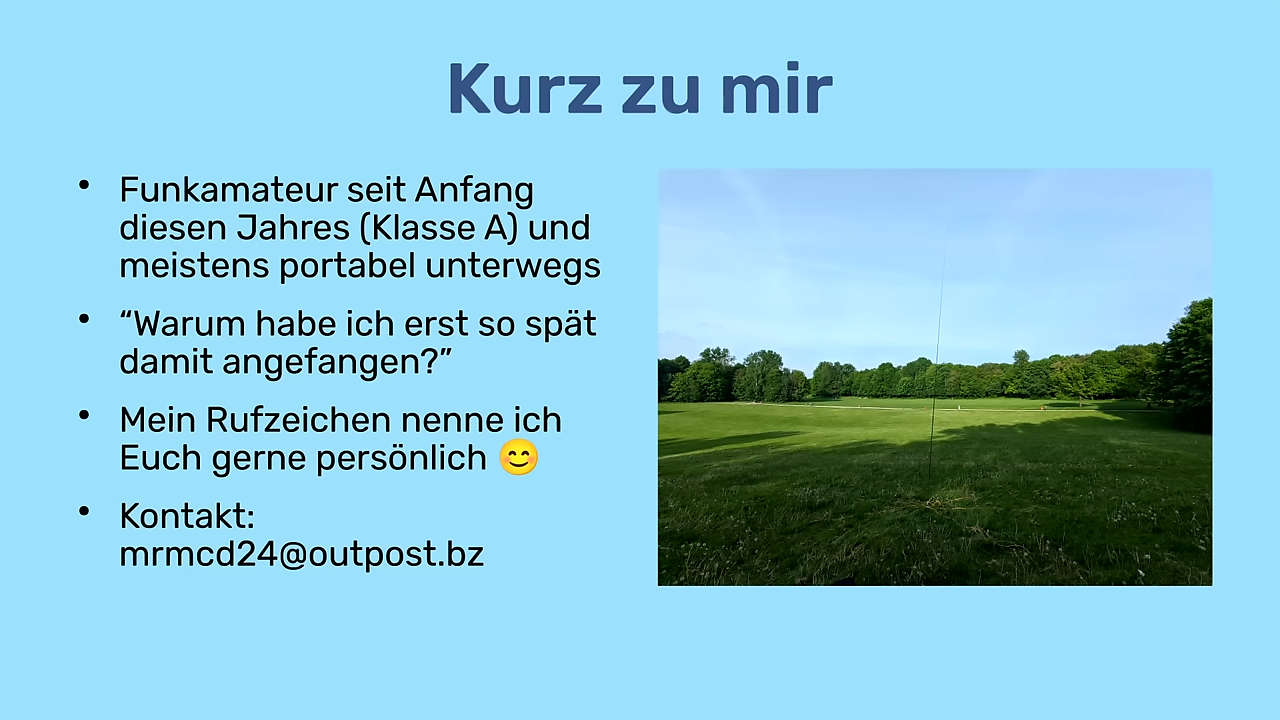 Kurz zu mir
• Funkamateur seit Anfang
diesen Jahres (Klasse A) und
meistens portabel unterwegs
• “Warum habe ich erst so spät
damit angefangen?”
• Mein Rufzeichen nenne ich
Euch gerne persönlich 😊
• Kontakt:
mrmcd24@outpost.bz